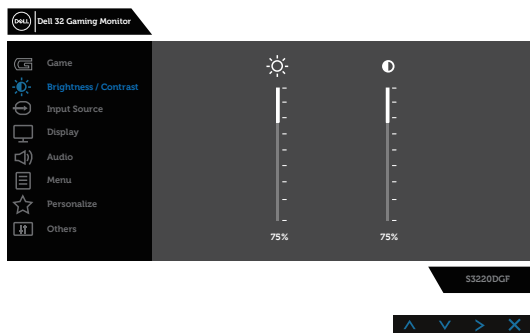 DELL
Dell 32 Gaming Monitor
Game
Brightness / Contrast
Input Source
Display
Audio
Menu
Personalize
Others
75%
75%
S3220DGF